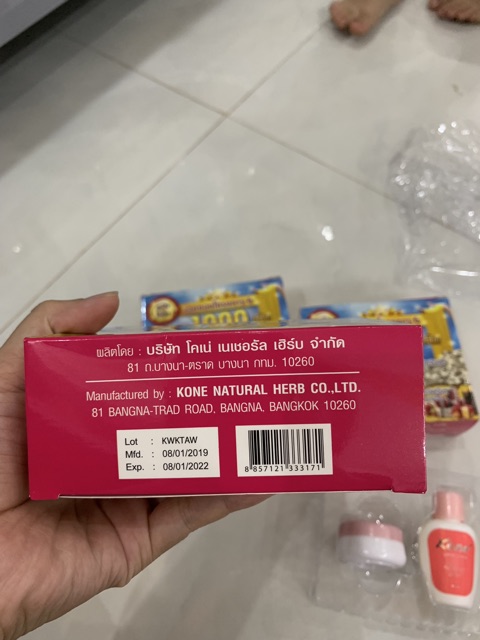 1
1000
ผลิตโดย : บริษัท โคเน่ เนเชอรัล เฮิร์บ จำกัด
81 ถ.บางนา-ตราด บางนา กทม. 10260
Manufactured by : KONE NATURAL HERB CO.,LTD.
81 BANGNA-TRAD ROAD, BANGNA, BANGKOK 10260
Lot : KWKTAW
Mfd. : 08/01/2019
Exp. : 08/01/2022
8 857121 333171